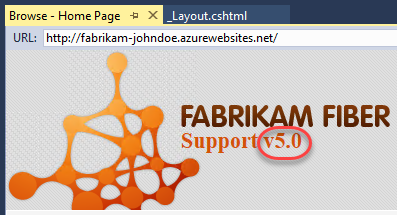 Browse - Home Page
_Layout.cshtml
URL: http://fabrikam-johndoe.azurewebsites.net/
FABRIKAM FIBER
Support v5.0